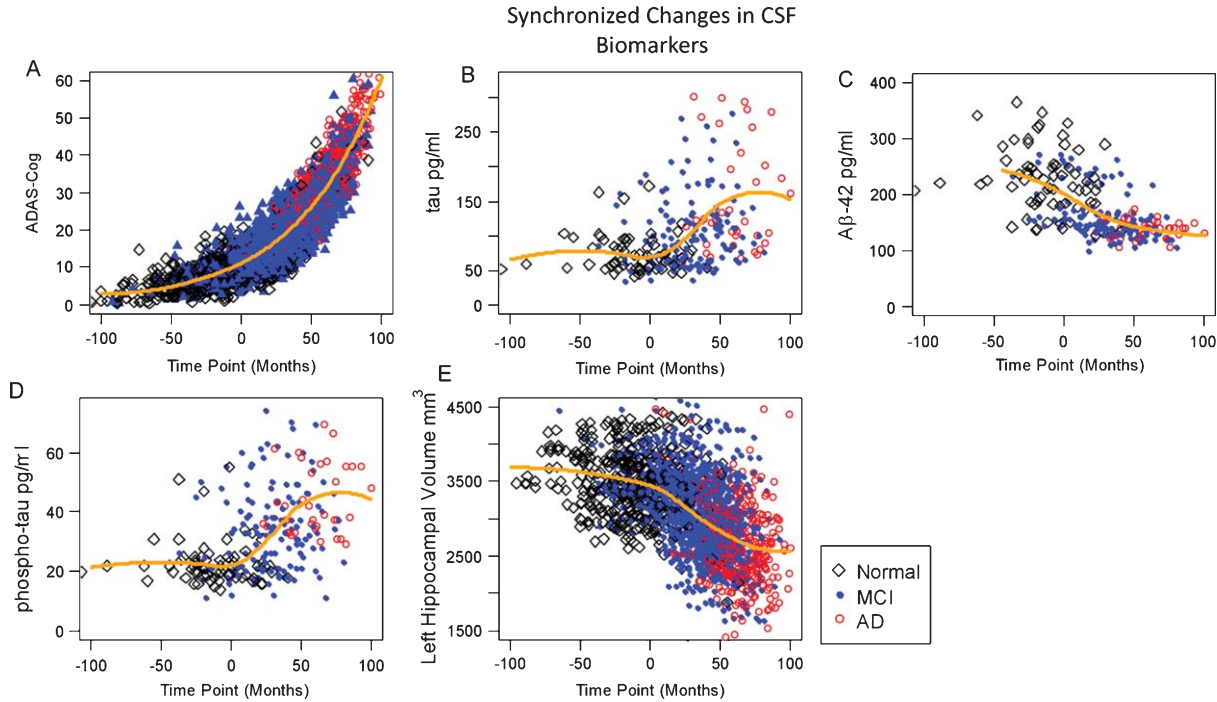 Synchronized Changes in CSF
Biomarkers
A
ADAS-Cog
60
50
40
30
20
10
0
-100 -50 0 50 100
Time Point (Months)
B
tau pg/ml
250
150
50
0
-100 -50 0 50 100
Time Point (Months)
C
Aβ-42 pg/ml
400
300
200
100
0
-100 -50 0 50 100
Time Point (Months)
D
phospho-tau pg/ml
60
40
20
0
-100 -50 0 50 100
Time Point (Months)
E
Left Hippocampal Volume mm³
4500
3500
2500
1500
-100 -50 0 50 100
Time Point (Months)
Normal
MCI
AD